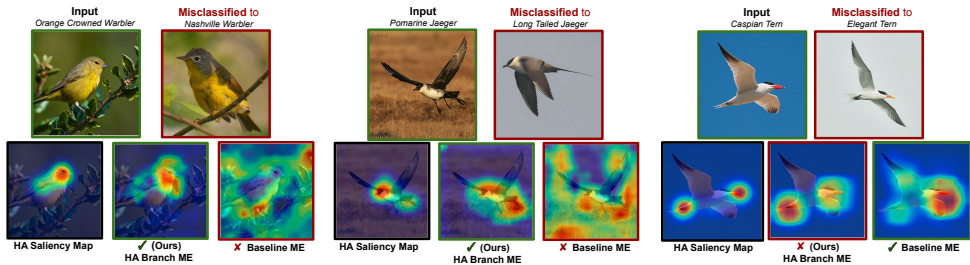 Input
Orange Crowned Warbler
Misclassified to
Nashville Warbler
HA Saliency Map
✓ (Ours)
HA Branch ME
✘ Baseline ME
Input
Pomarine Jaeger
Misclassified to
Long Tailed Jaeger
HA Saliency Map
✓ (Ours)
HA Branch ME
✘ Baseline ME
Input
Caspian Tern
Misclassified to
Elegant Tern
HA Saliency Map
✘ (Ours)
HA Branch ME
✓ Baseline ME